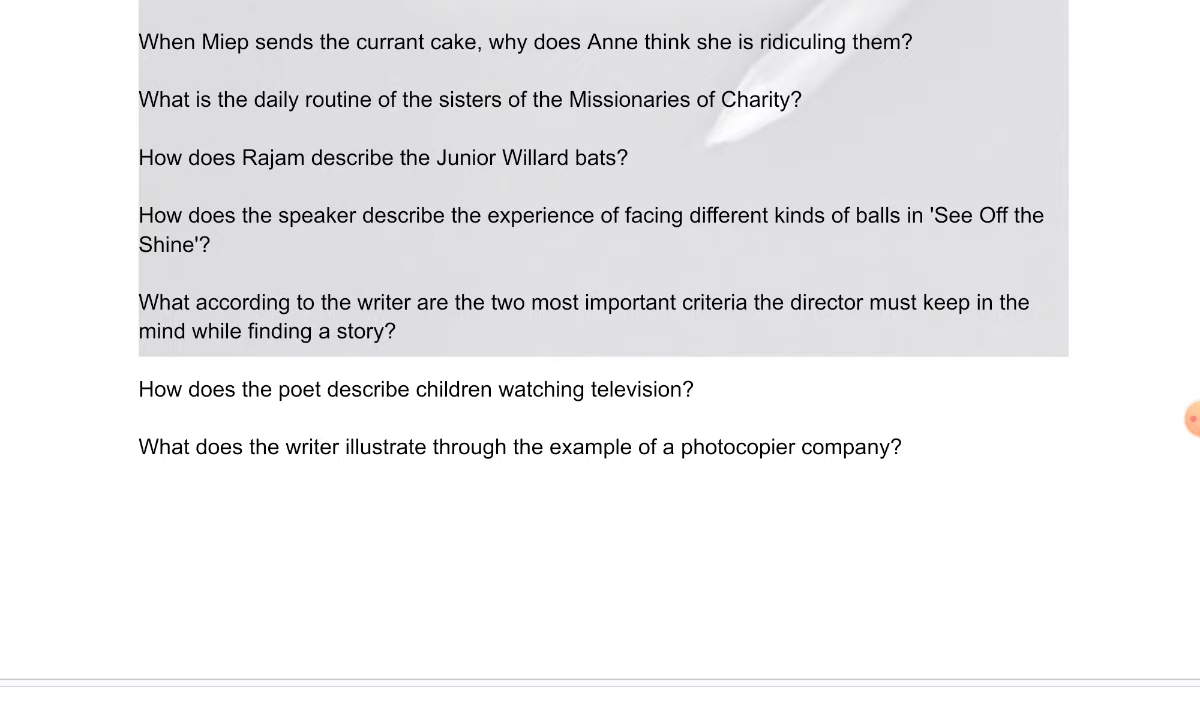 When Miep sends the currant cake, why does Anne think she is ridiculing them?
What is the daily routine of the sisters of the Missionaries of Charity?
How does Rajam describe the Junior Willard bats?
How does the speaker describe the experience of facing different kinds of balls in 'See Off the
Shine'?
What according to the writer are the two most important criteria the director must keep in the
mind while finding a story?
How does the poet describe children watching television?
What does the writer illustrate through the example of a photocopier company?